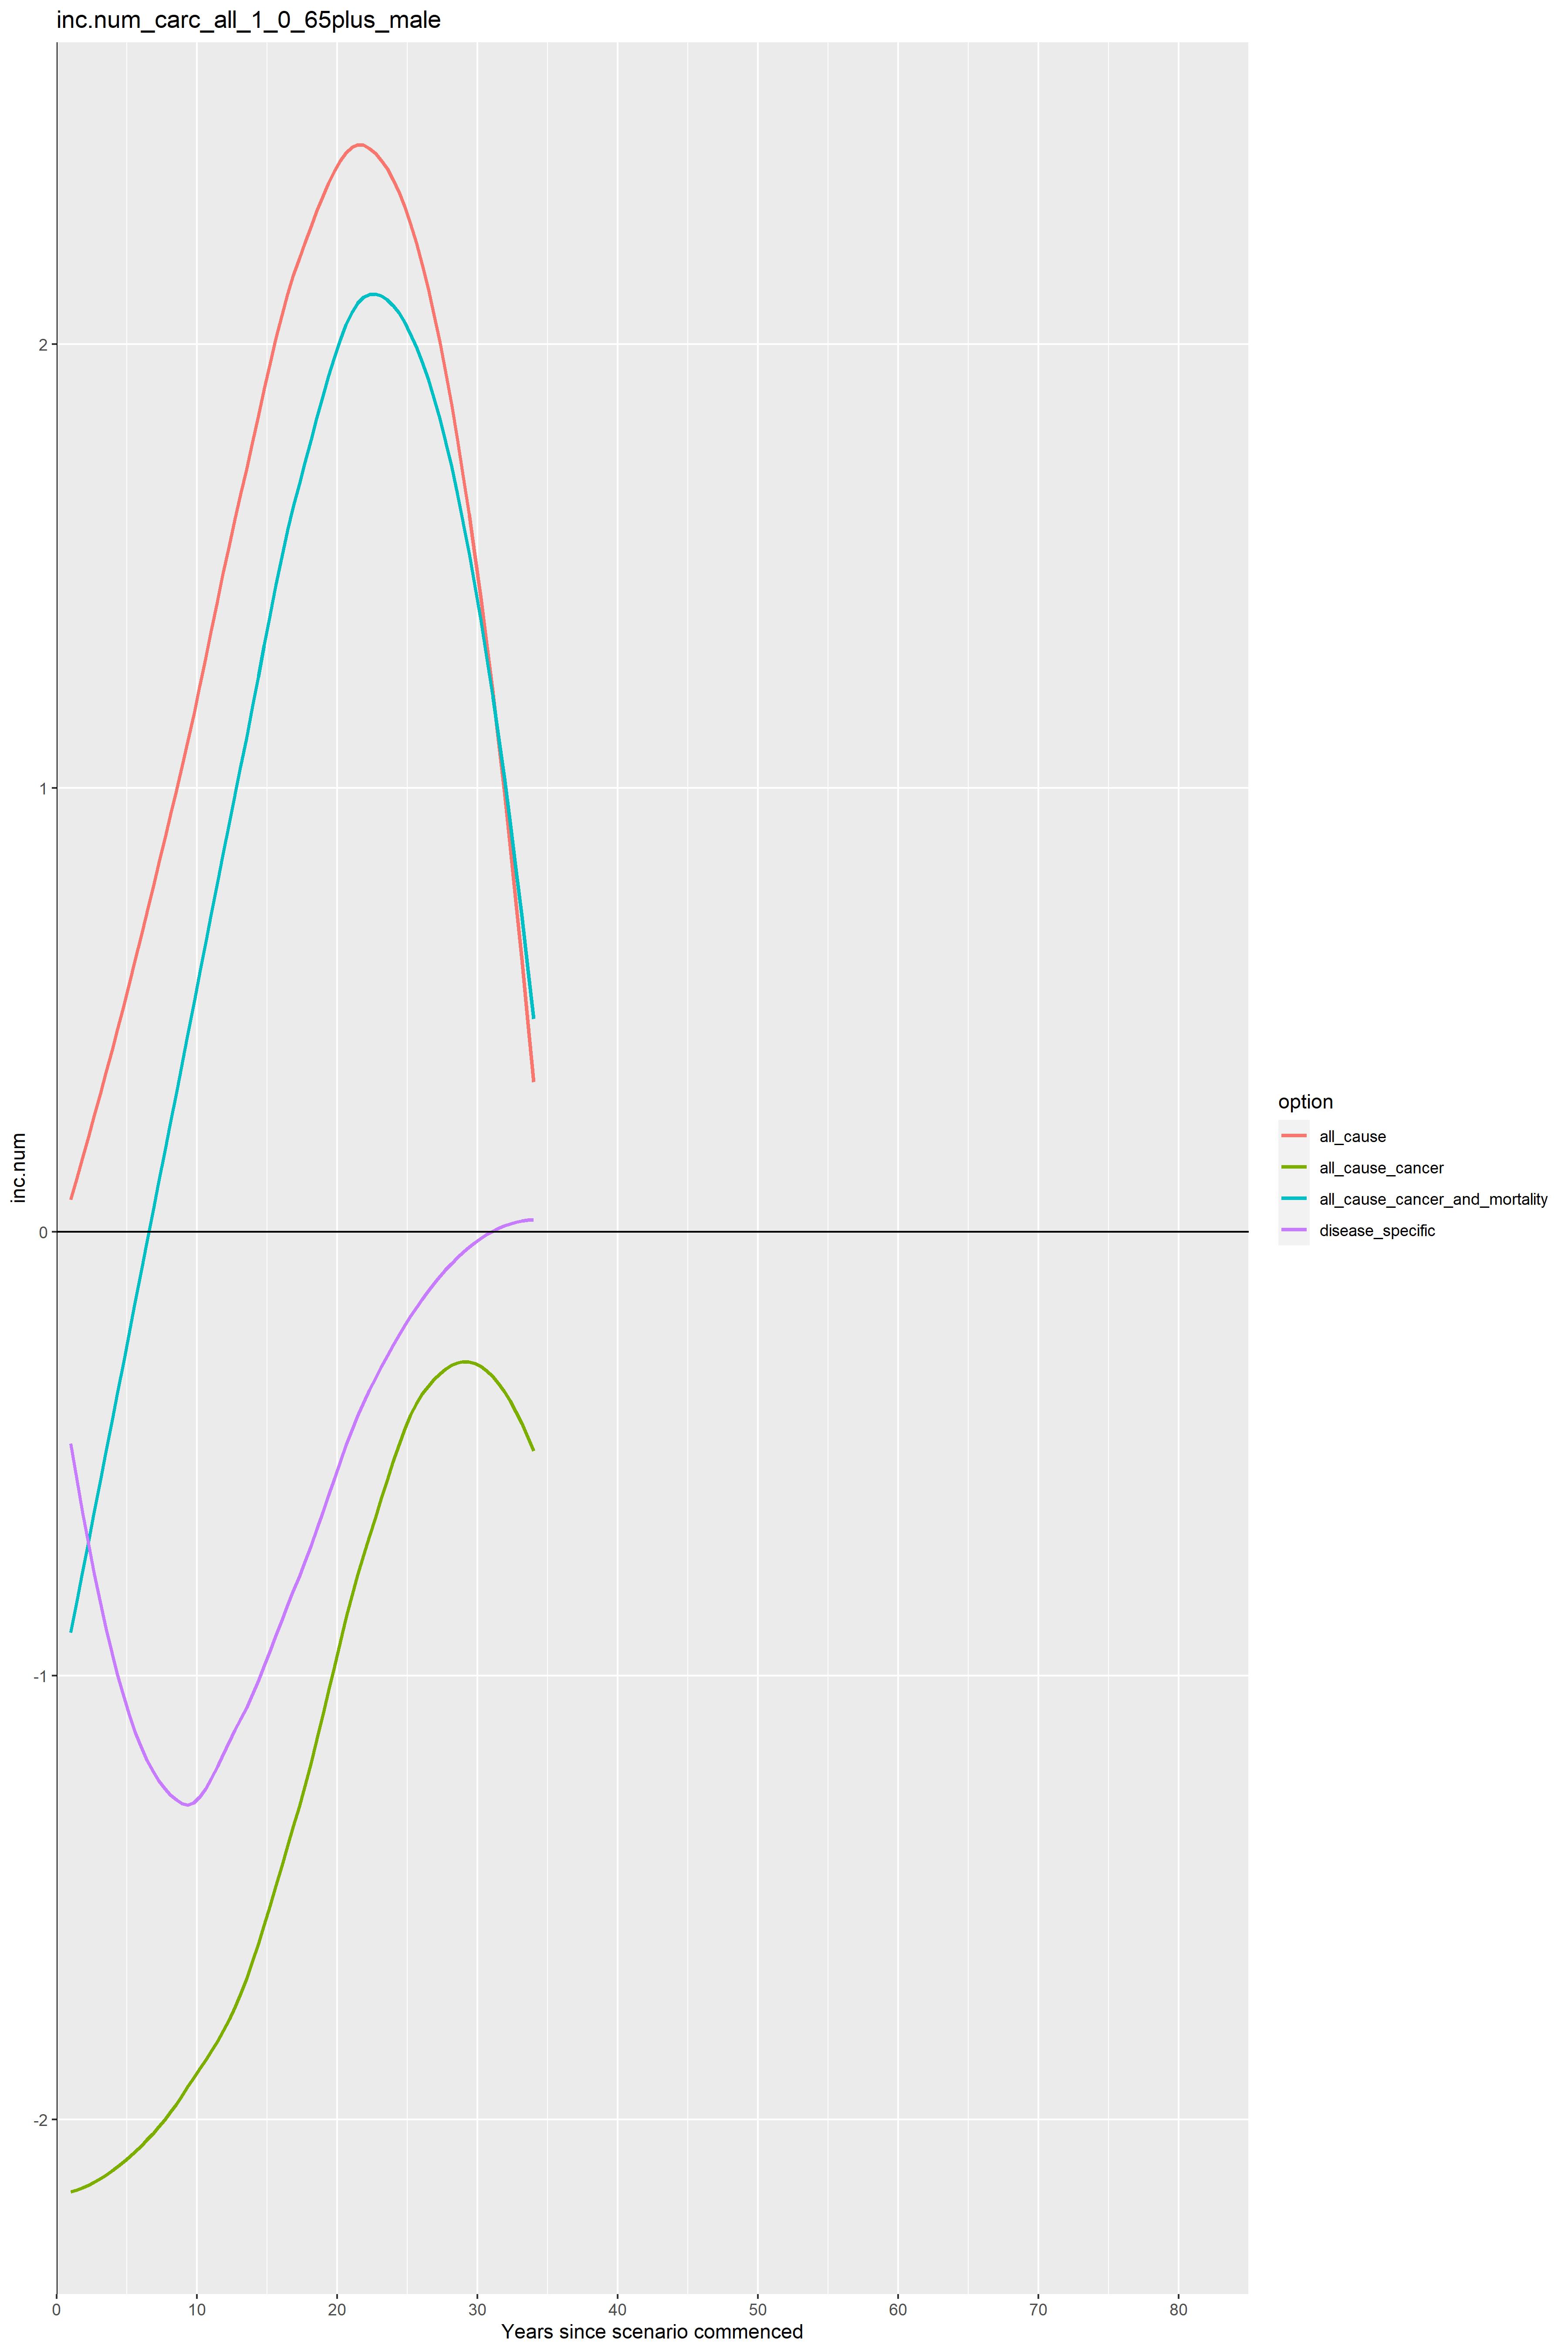 inc.num_carc_all_1_0_65plus_male
2
1
0
-1
-2
inc.num
0 10 20 30 40 50 60 70 80
Years since scenario commenced
option
all_cause
all_cause_cancer
all_cause_cancer_and_mortality
disease_specific